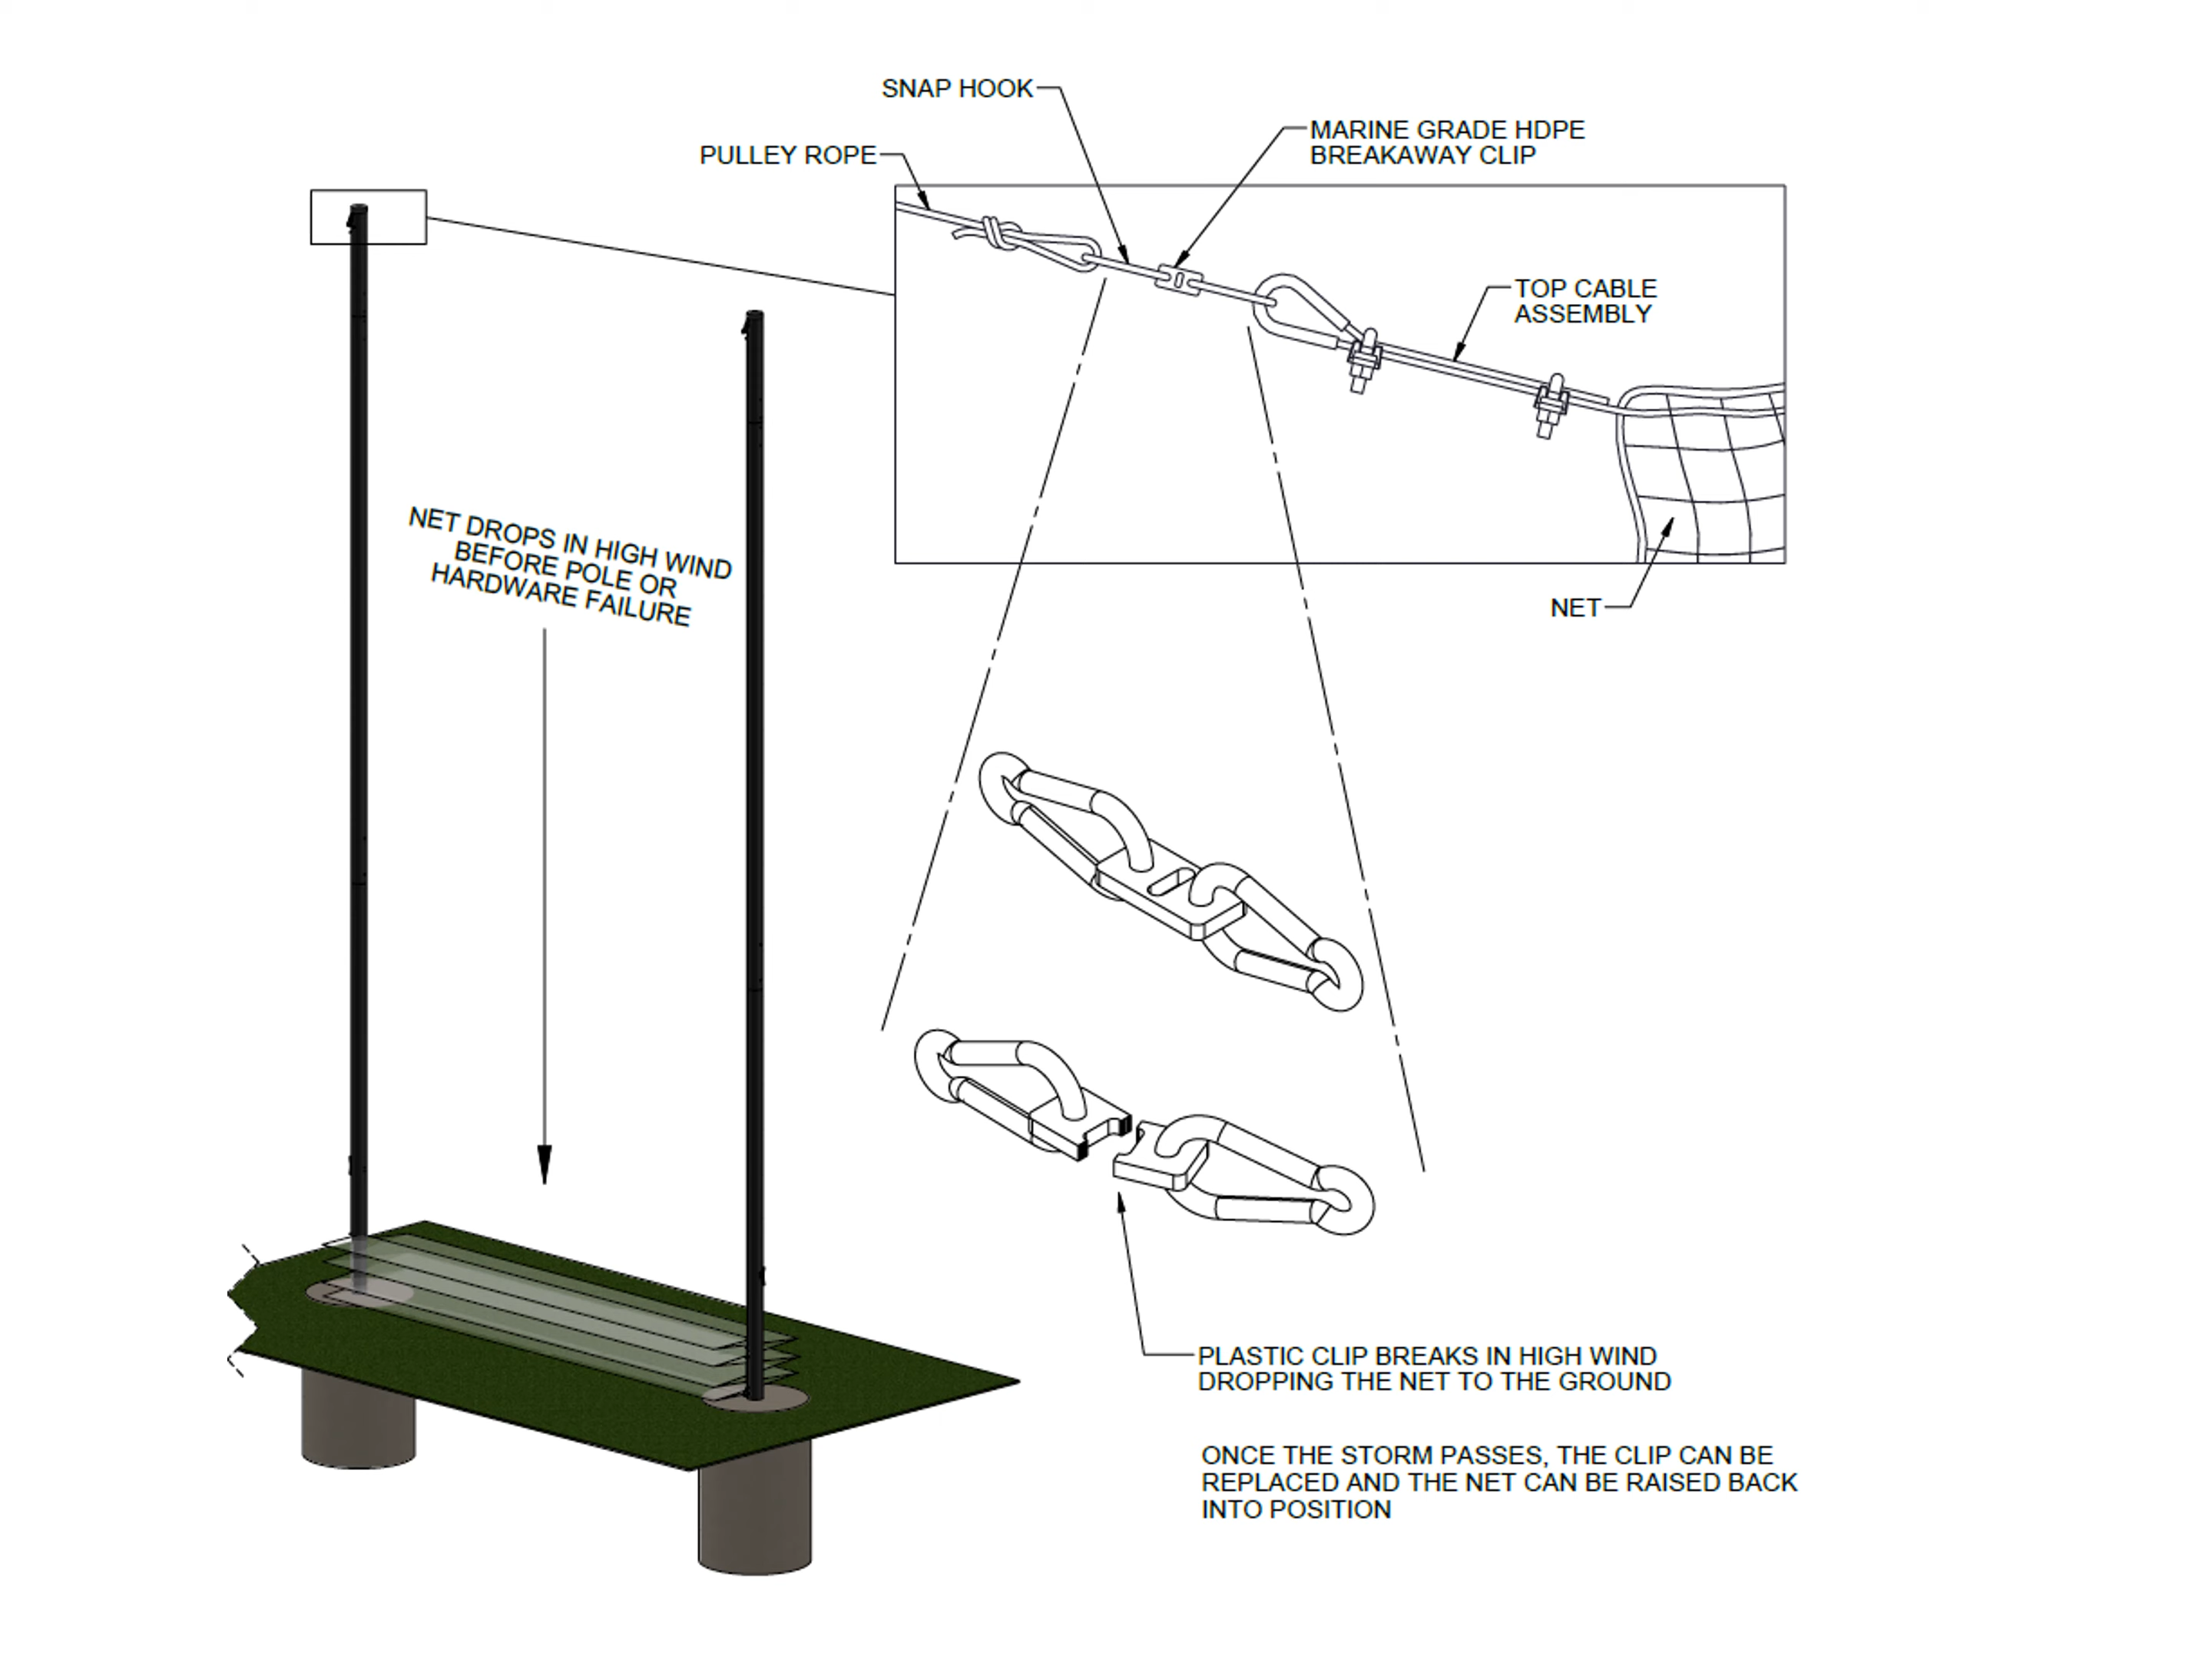 SNAP HOOK
MARINE GRADE HDPE
BREAKAWAY CLIP
PULLEY ROPE
TOP CABLE
ASSEMBLY
NET DROPS IN HIGH WIND
BEFORE POLE OR
HARDWARE FAILURE
NET
PLASTIC CLIP BREAKS IN HIGH WIND
DROPPING THE NET TO THE GROUND
ONCE THE STORM PASSES, THE CLIP CAN BE
REPLACED AND THE NET CAN BE RAISED BACK
INTO POSITION